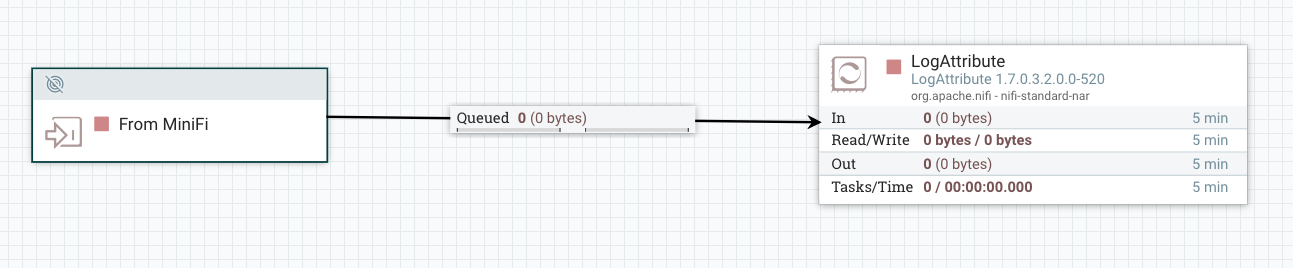 From MiniFi
Queued 0 (0 bytes)
LogAttribute
LogAttribute 1.7.0.3.2.0.0-520
org.apache.nifi - nifi-standard-nar
In 0 (0 bytes) 5 min
Read/Write 0 bytes / 0 bytes 5 min
Out 0 (0 bytes) 5 min
Tasks/Time 0 / 00:00:00.000 5 min